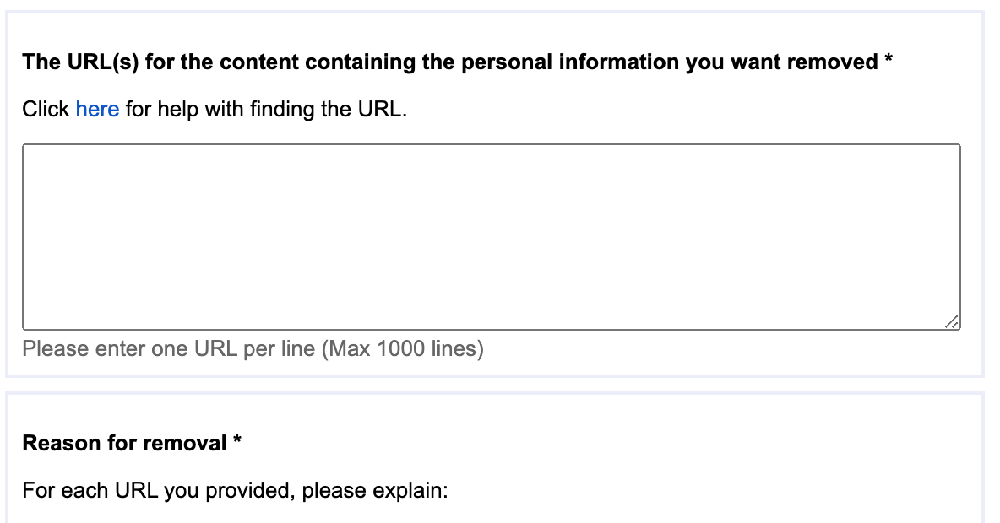 The URL(s) for the content containing the personal information you want removed *
Click here for help with finding the URL.
Please enter one URL per line (Max 1000 lines)
Reason for removal *
For each URL you provided, please explain: